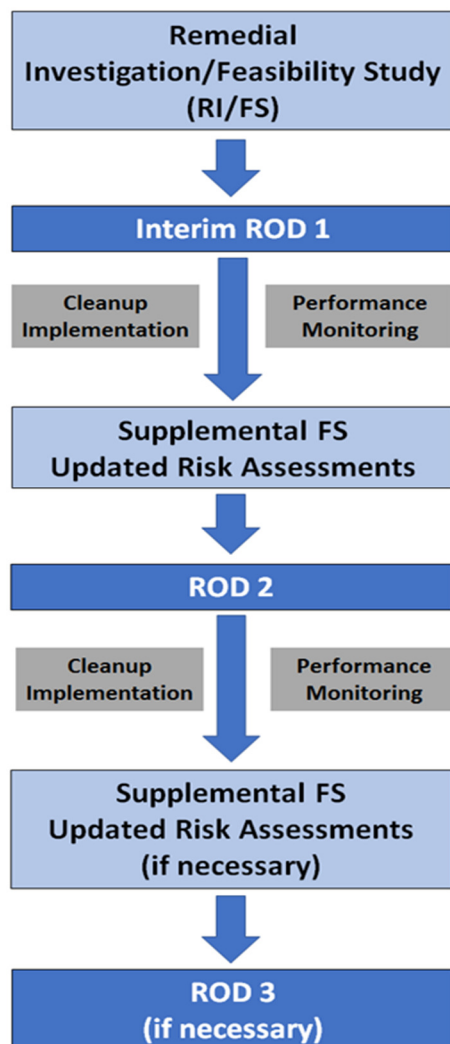 Remedial
Investigation/Feasibility Study
(RI/FS)
Interim ROD 1
Cleanup
Implementation
Performance
Monitoring
Supplemental FS
Updated Risk Assessments
ROD 2
Cleanup
Implementation
Performance
Monitoring
Supplemental FS
Updated Risk Assessments
(if necessary)
ROD 3
(if necessary)